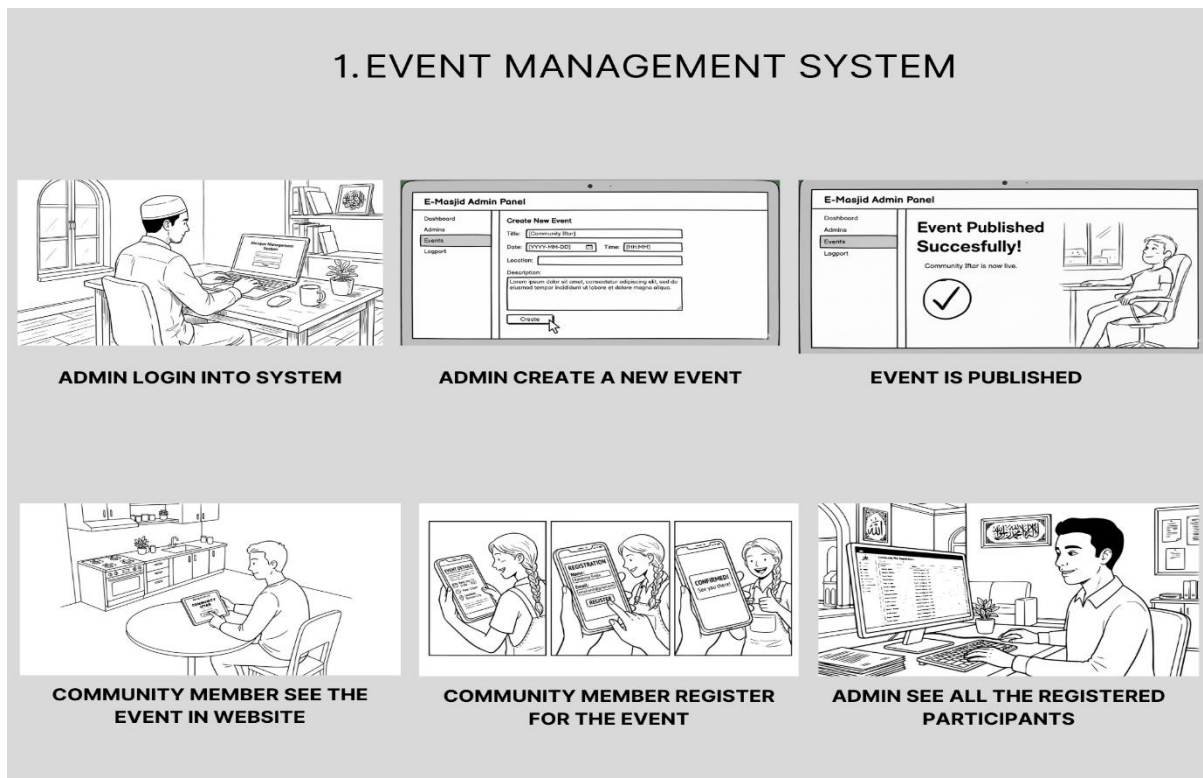 1. EVENT MANAGEMENT SYSTEM
E-Masjid Admin Panel
Dashboard
Admins
Events
Logport
Create New Event
Title: [Community Iftar]
Date: [YYYY-MM-DD] Time: [HH:MM]
Location:
Description:
Lorem ipsum dolor sit amet, consectetur adipiscing elit, sed do
eiusmod tempor incididunt ut labore et dolore magna aliqua.
Create
E-Masjid Admin Panel
Dashboard
Admins
Events
Logport
Event Published
Succesfully!
Community Iftar is now live.
ADMIN LOGIN INTO SYSTEM
ADMIN CREATE A NEW EVENT
EVENT IS PUBLISHED
EVENT DETAILS
REGISTRATION
REGISTER
CONFIRMED!
See you there!
الله
COMMUNITY MEMBER SEE THE
EVENT IN WEBSITE
COMMUNITY MEMBER REGISTER
FOR THE EVENT
ADMIN SEE ALL THE REGISTERED
PARTICIPANTS